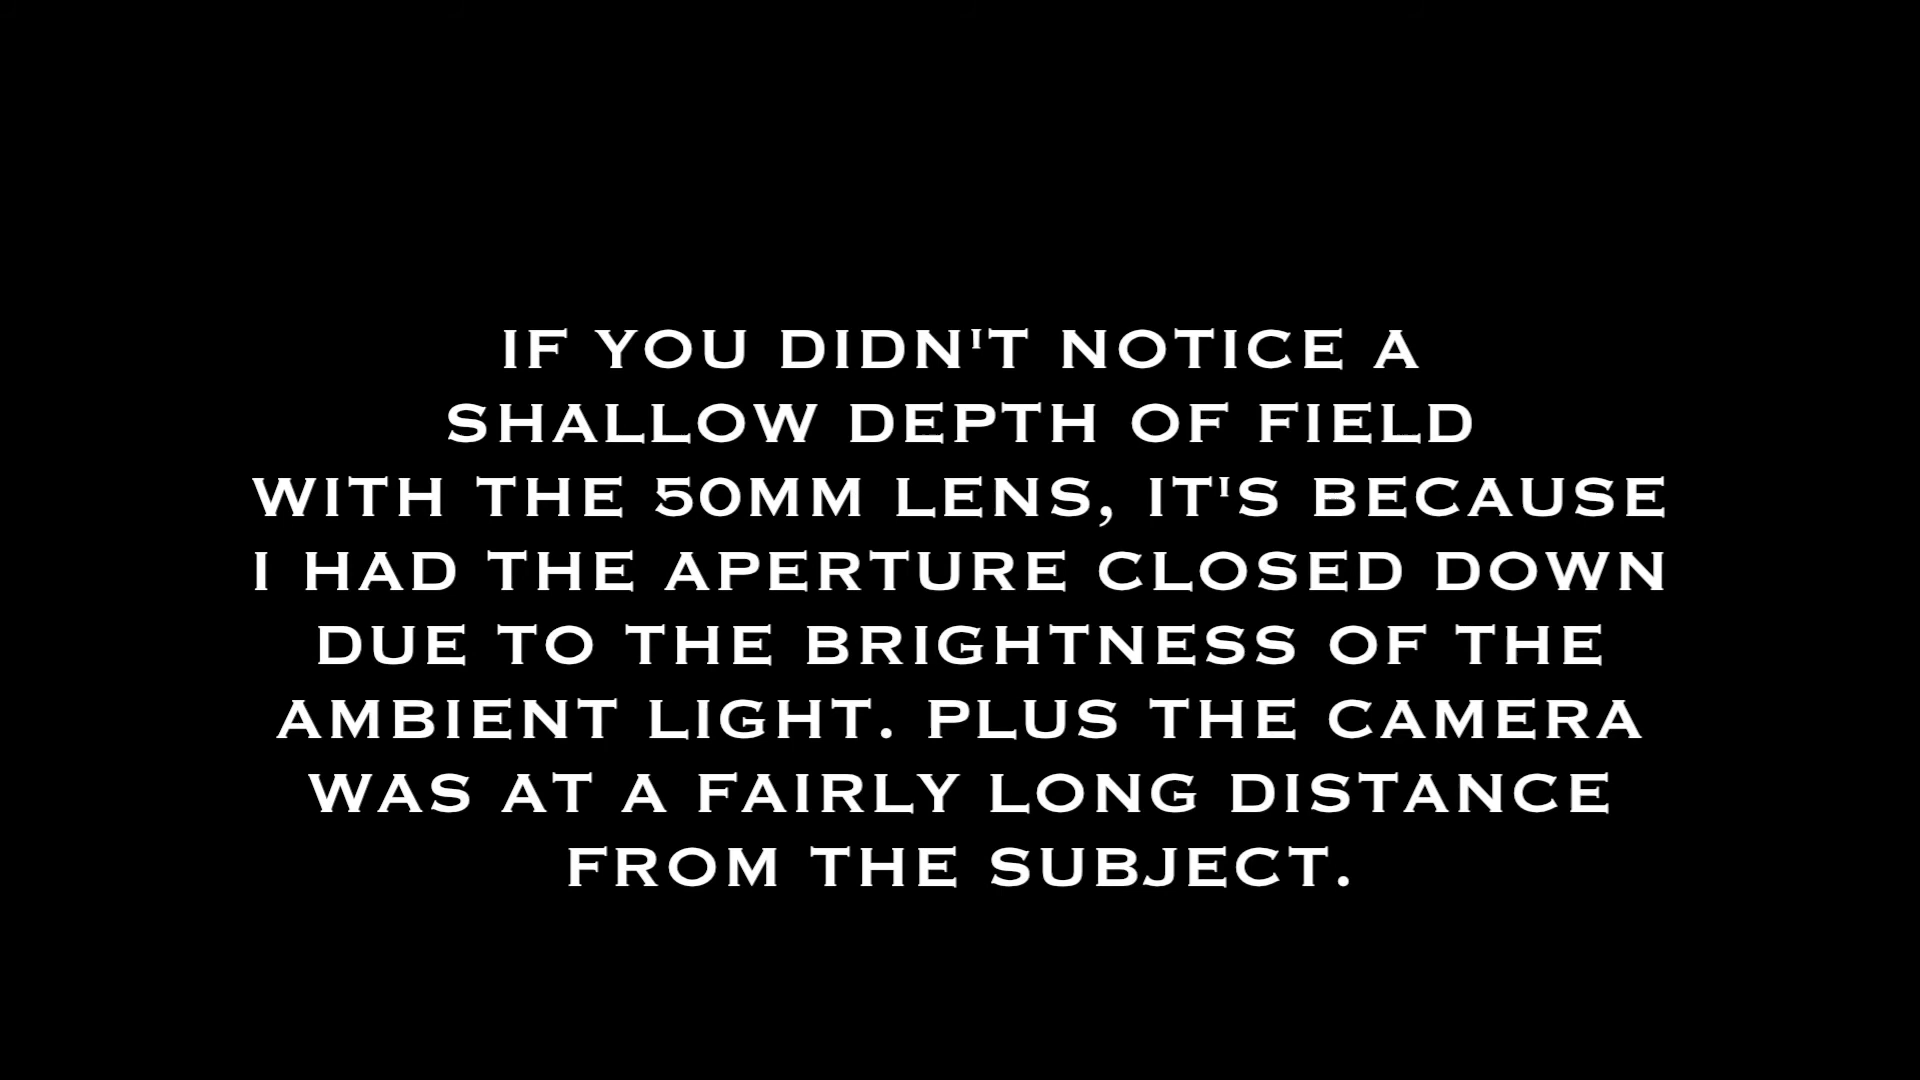 IF YOU DIDN'T NOTICE A
SHALLOW DEPTH OF FIELD
WITH THE 50MM LENS, IT'S BECAUSE
I HAD THE APERTURE CLOSED DOWN
DUE TO THE BRIGHTNESS OF THE
AMBIENT LIGHT. PLUS THE CAMERA
WAS AT A FAIRLY LONG DISTANCE
FROM THE SUBJECT.